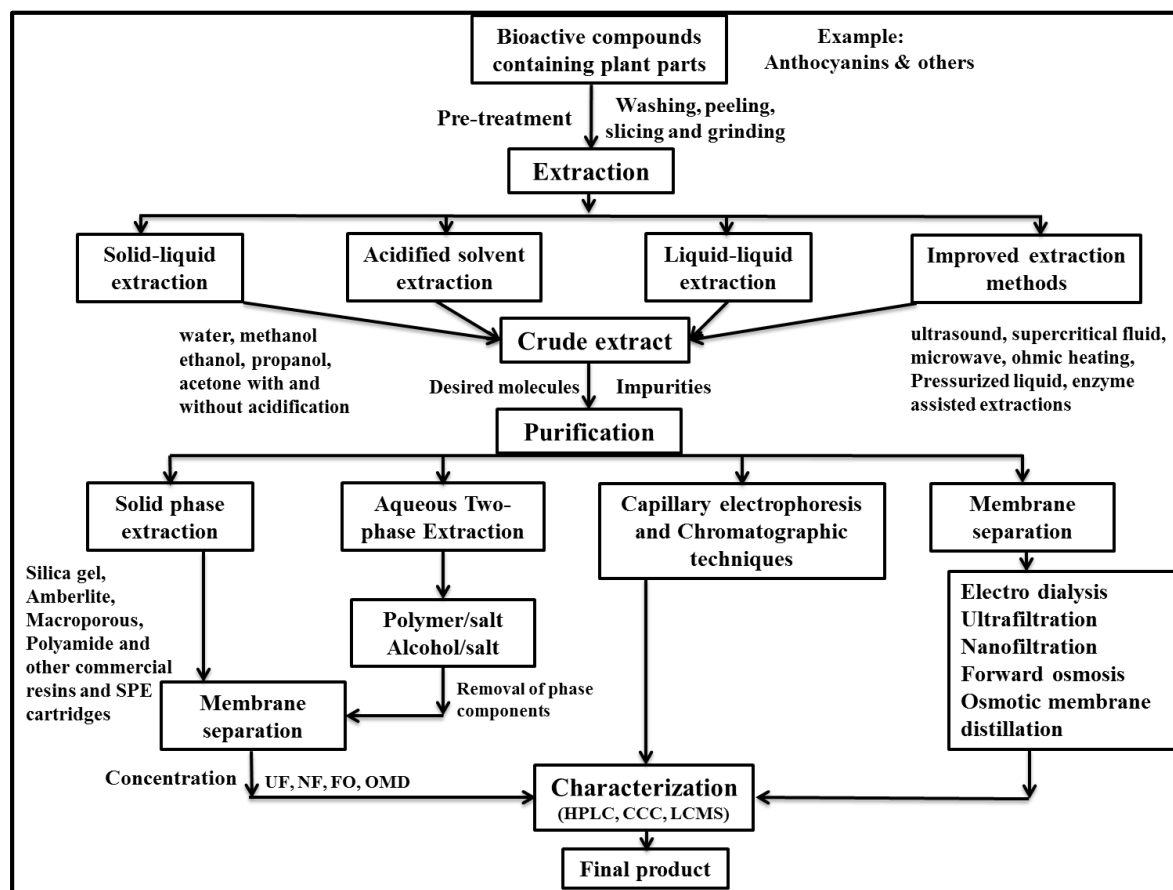 Bioactive compounds
containing plant parts
Example:
Anthocyanins & others
Pre-treatment
Washing, peeling,
slicing and grinding
Extraction
Solid-liquid
extraction
Acidified solvent
extraction
Liquid-liquid
extraction
Improved extraction
methods
water, methanol
ethanol, propanol,
acetone with and
without acidification
Crude extract
ultrasound, supercritical fluid,
microwave, ohmic heating,
Pressurized liquid, enzyme
assisted extractions
Desired molecules
Impurities
Purification
Solid phase
extraction
Aqueous Two-
phase Extraction
Capillary electrophoresis
and Chromatographic
techniques
Membrane
separation
Silica gel,
Amberlite,
Macroporous,
Polyamide and
other commercial
resins and SPE
cartridges
Polymer/salt
Alcohol/salt
Electro dialysis
Ultrafiltration
Nanofiltration
Forward osmosis
Osmotic membrane
distillation
Membrane
separation
Removal of phase
components
Concentration
UF, NF, FO, OMD
Characterization
(HPLC, CCC, LCMS)
Final product